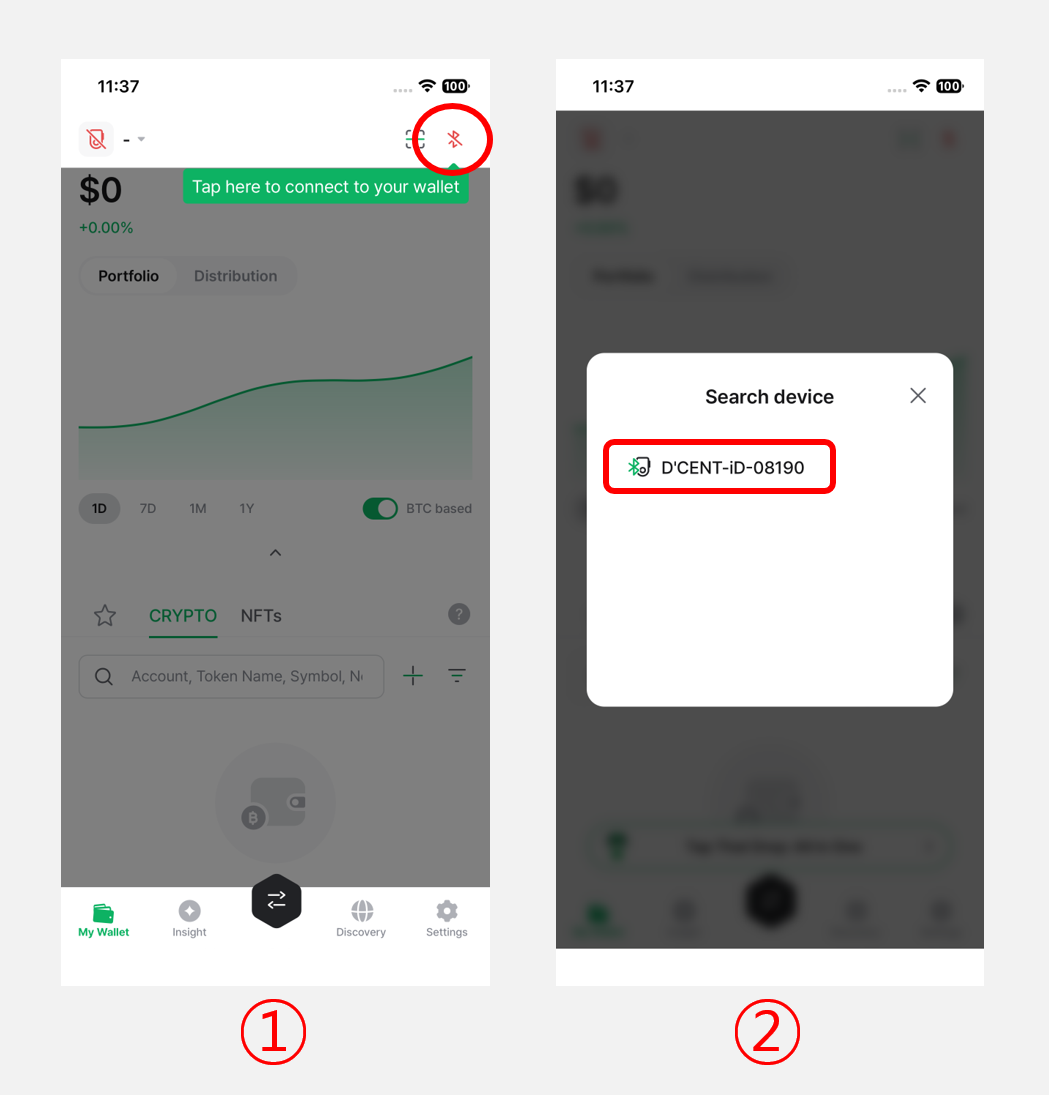 11:37
100
-
Tap here to connect to your wallet
$0
+0.00%
Portfolio Distribution
1D 7D 1M 1Y BTC based
CRYPTO NFTs ?
Account, Token Name, Symbol, N
My Wallet Insight Discovery Settings
①
11:37
100
Search device
D'CENT-iD-08190
②